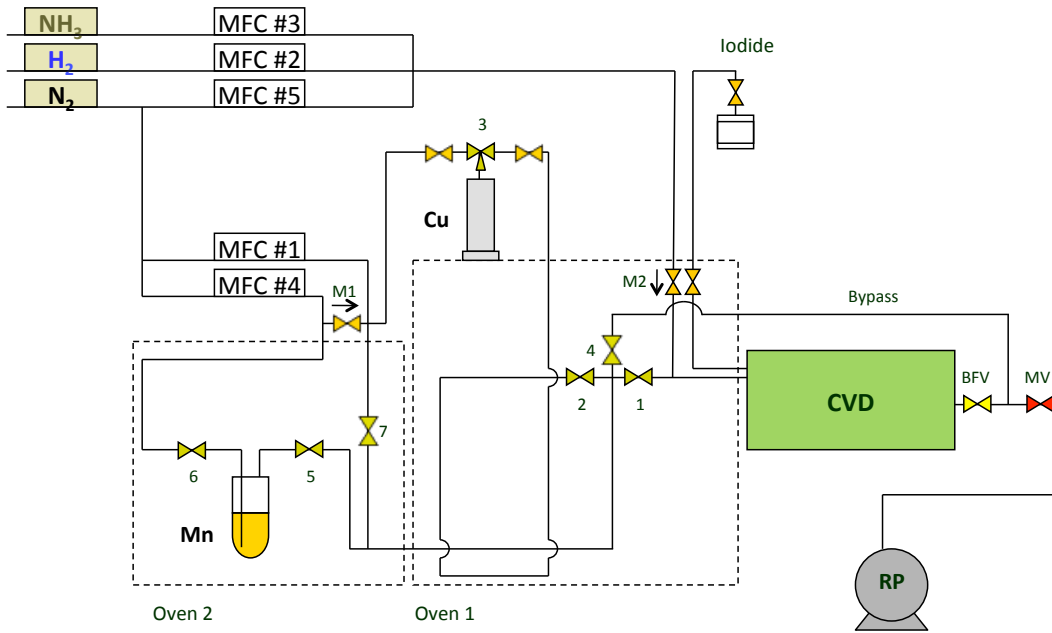 NH₃
MFC #3
H₂
MFC #2
N₂
MFC #5
Iodide
3
Cu
MFC #1
MFC #4
M1
M2
Bypass
4
2
1
CVD
BFV
MV
7
6
5
Mn
RP
Oven 2
Oven 1